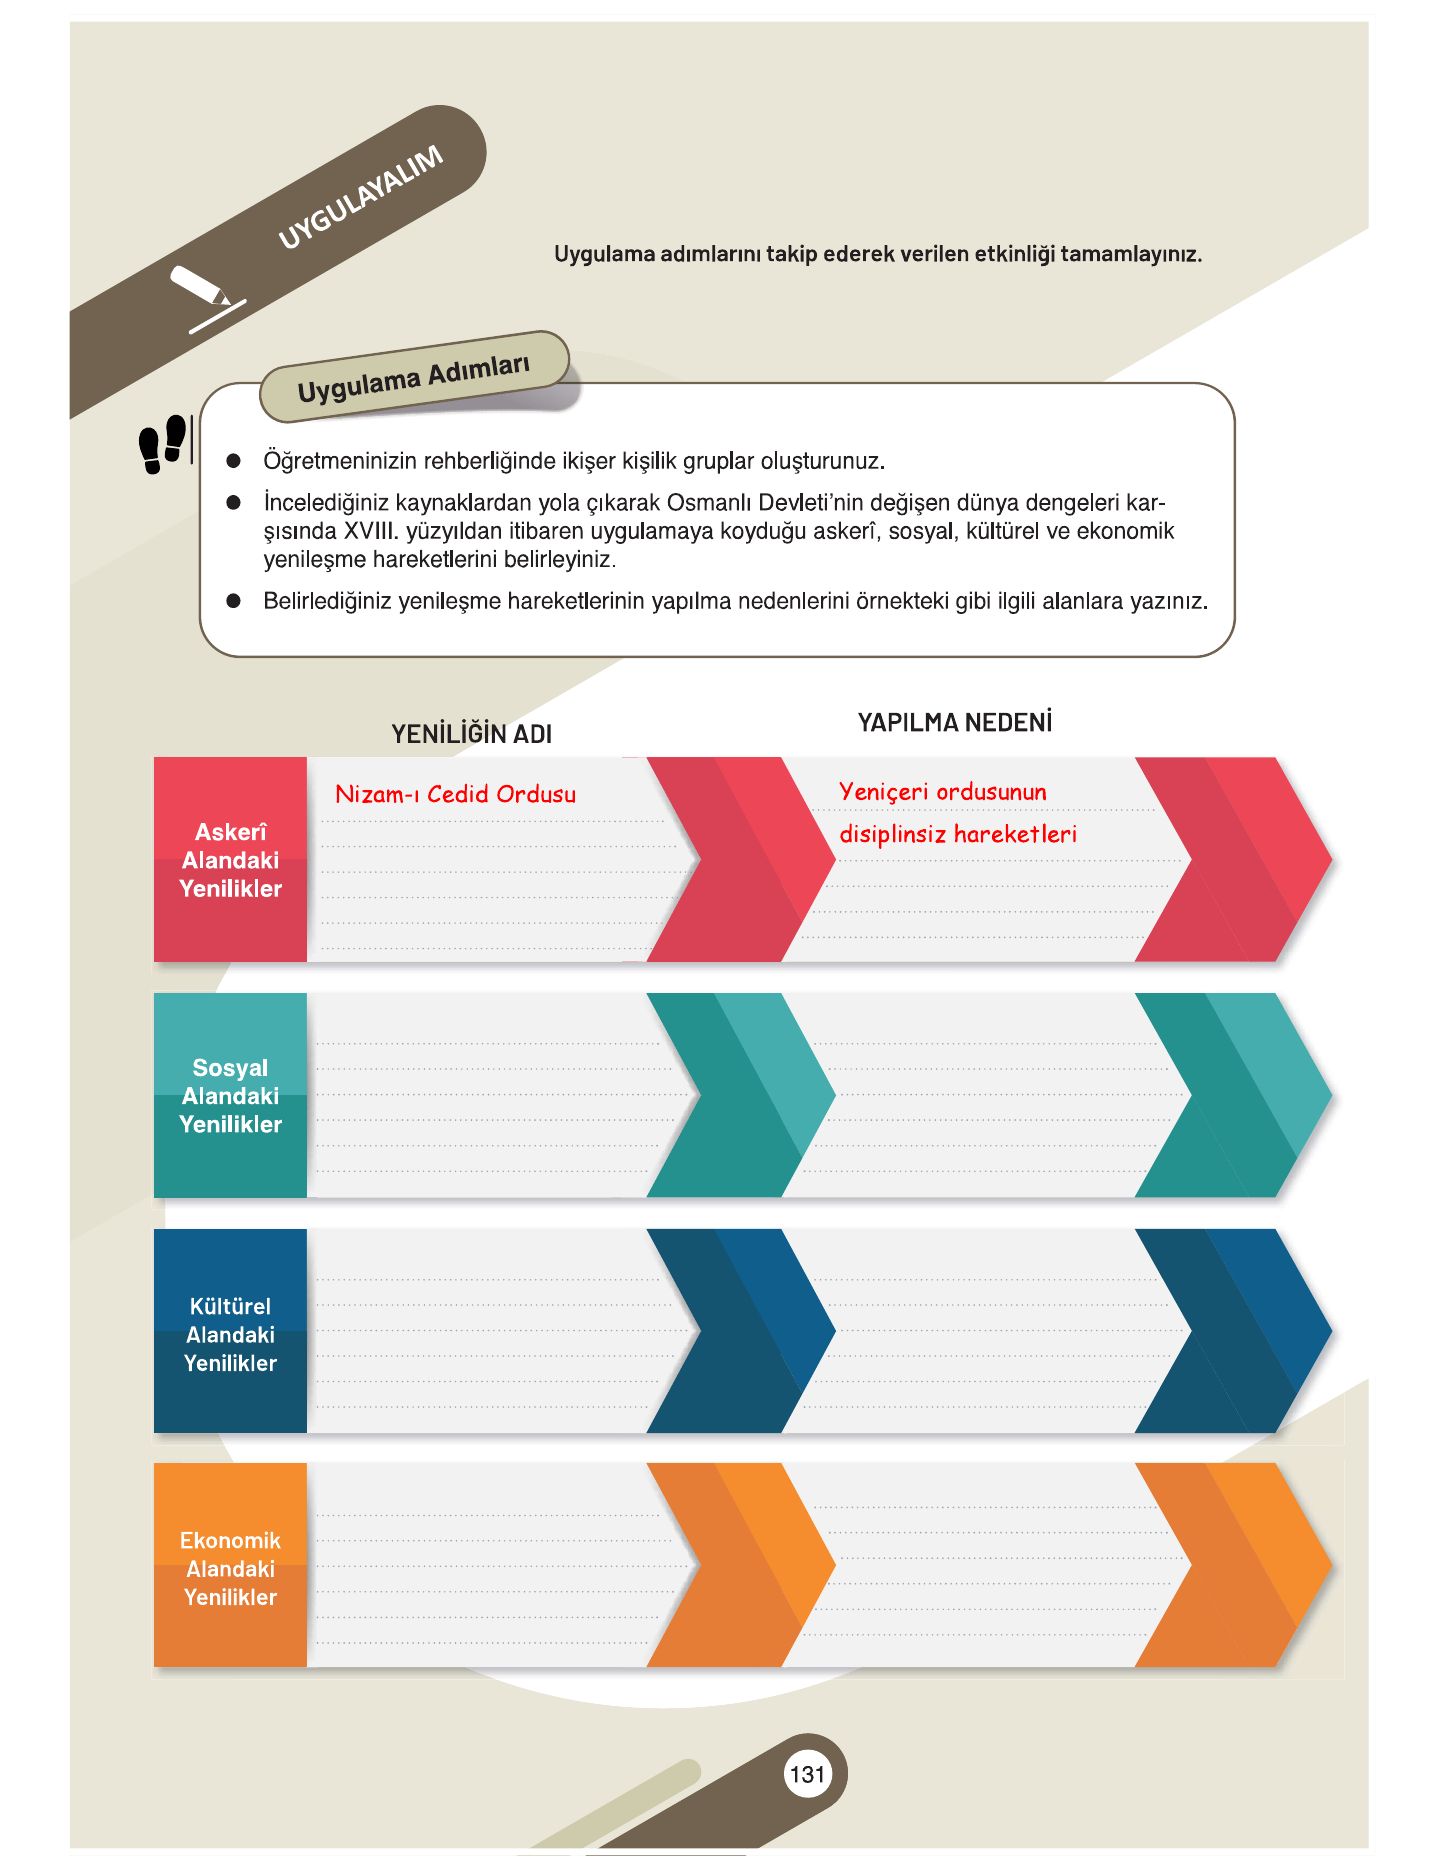 UYGULAYALIM
Uygulama adımlarını takip ederek verilen etkinliği tamamlayınız.
Uygulama Adımları
● Öğretmeninizin rehberliğinde ikişer kişilik gruplar oluşturunuz.
● İncelediğiniz kaynaklardan yola çıkarak Osmanlı Devleti’nin değişen dünya dengeleri kar-
şısında XVIII. yüzyıldan itibaren uygulamaya koyduğu askerî, sosyal, kültürel ve ekonomik
yenileşme hareketlerini belirleyiniz.
● Belirlediğiniz yenileşme hareketlerinin yapılma nedenlerini örnekteki gibi ilgili alanlara yazınız.
YENİLİĞİN ADI
YAPILMA NEDENİ
Askerî
Alandaki
Yenilikler
Nizam-ı Cedid Ordusu
Yeniçeri ordusunun
disiplinsiz hareketleri
Sosyal
Alandaki
Yenilikler
Kültürel
Alandaki
Yenilikler
Ekonomik
Alandaki
Yenilikler
131